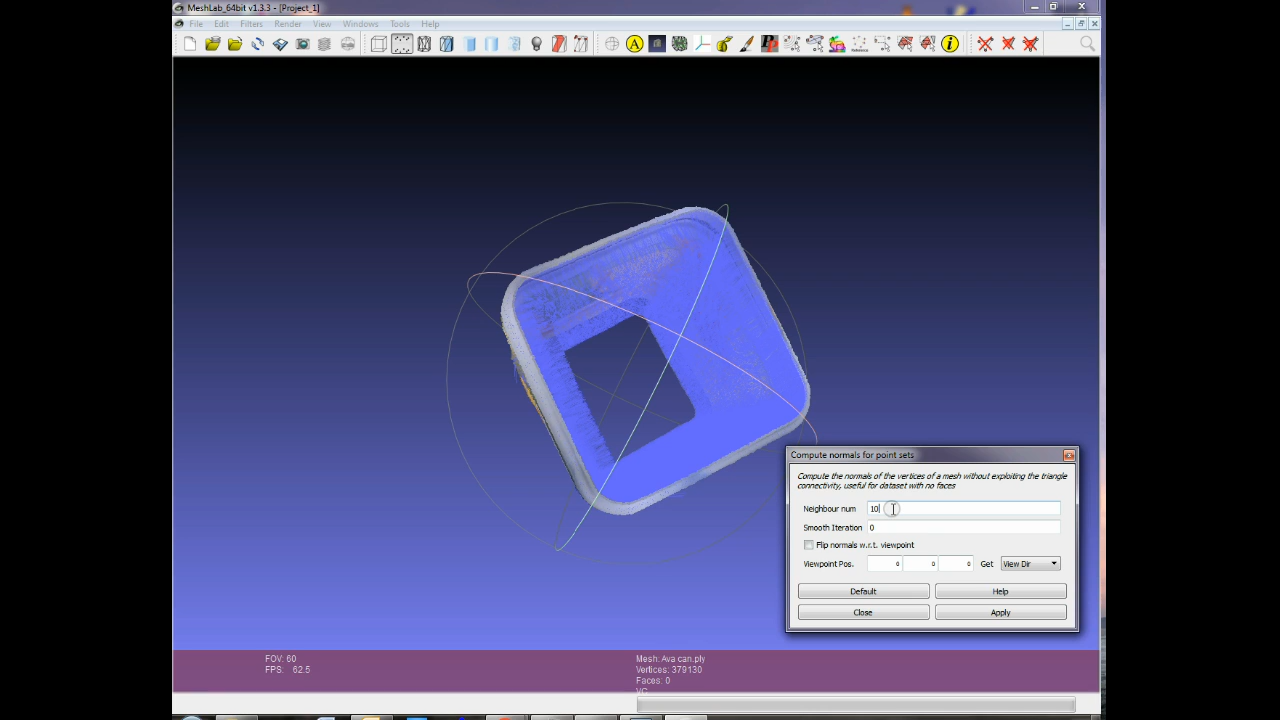 MeshLab_64bit v1.3.3 - [Project_1]
File Edit Filters Render View Windows Tools Help
A
i
Compute normals for point sets
Compute the normals of the vertices of a mesh without exploiting the triangle
connectivity, useful for dataset with no faces
Neighbour num 10
Smooth Iteration 0
Flip normals w.r.t. viewpoint
Viewpoint Pos. 0 0 0 Get View Dir
Default Help
Close Apply
FOV: 60
FPS: 62.5
Mesh: Ava can.ply
Vertices: 379130
Faces: 0
VC